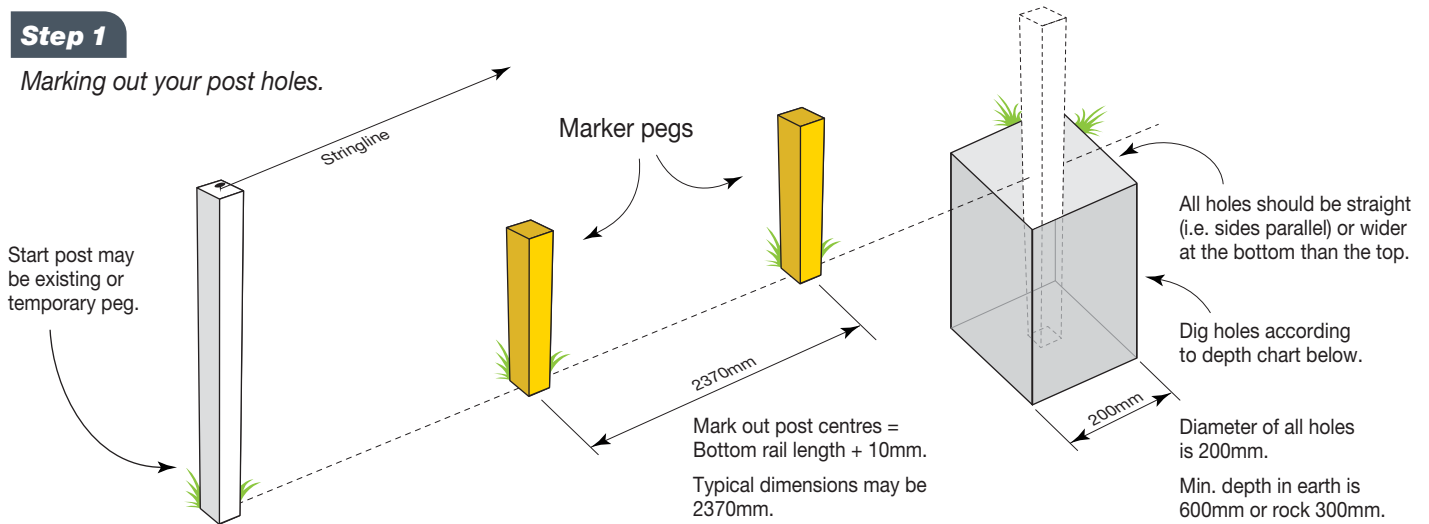 Step 1
Marking out your post holes.
Stringline
Marker pegs
Start post may
be existing or
temporary peg.
All holes should be straight
(i.e. sides parallel) or wider
at the bottom than the top.
Dig holes according
to depth chart below.
2370mm
200mm
Mark out post centres =
Bottom rail length + 10mm.
Typical dimensions may be
2370mm.
Diameter of all holes
is 200mm.
Min. depth in earth is
600mm or rock 300mm.